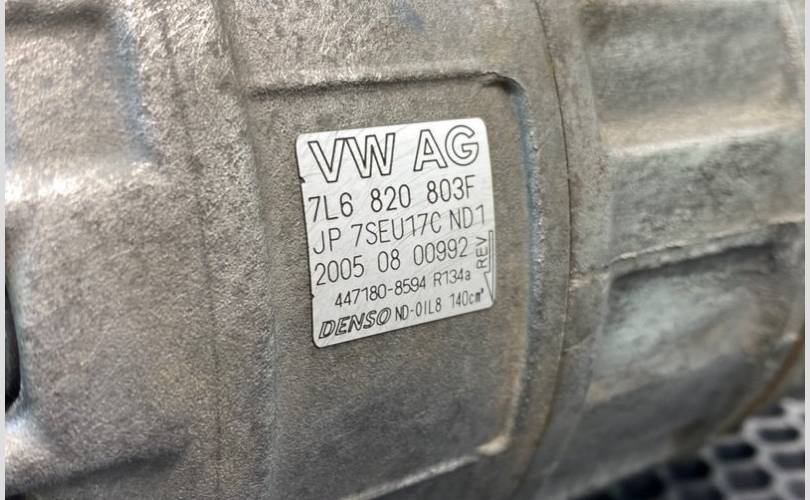 VW AG
7L6 820 803F
JP 7SEU17C ND1
2005 08 00992
REV
447180-8594 R134a
DENSO ND-OIL8 140cm³